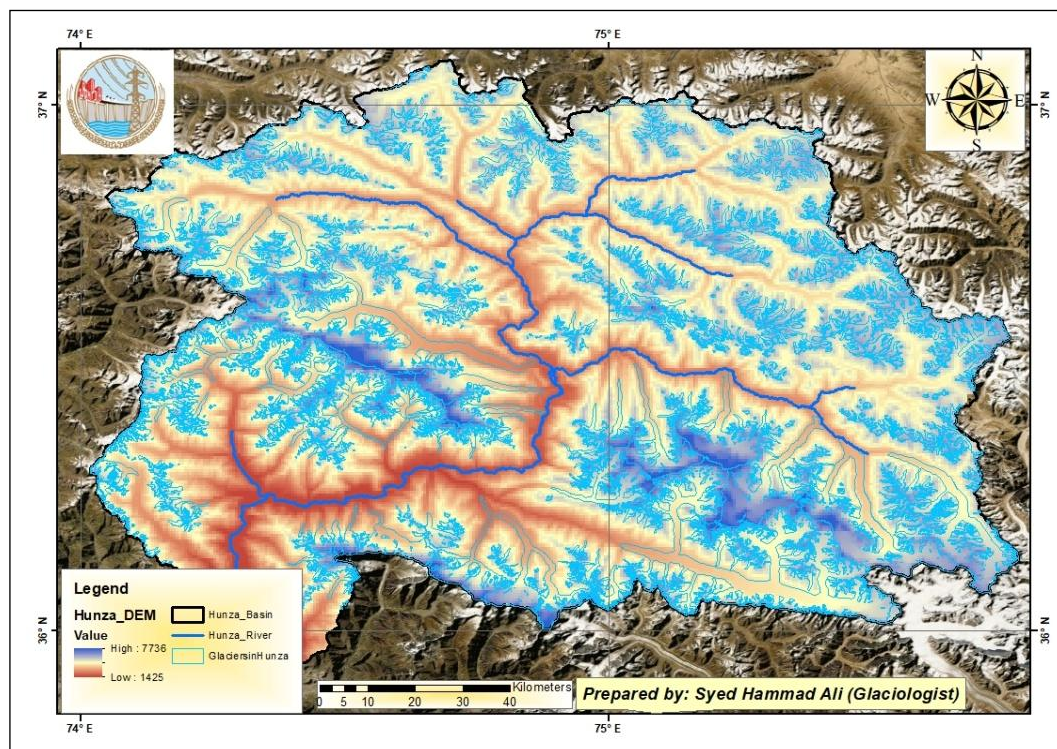 74° E
75° E
N
W
E
S
37° N
37° N
36° N
36° N
Legend
Hunza_DEM
Value
High : 7736
Low : 1425
Hunza_Basin
Hunza_River
GlaciersinHunza
Kilometers
0 5 10 20 30 40
Prepared by: Syed Hammad Ali (Glaciologist)
74° E
75° E